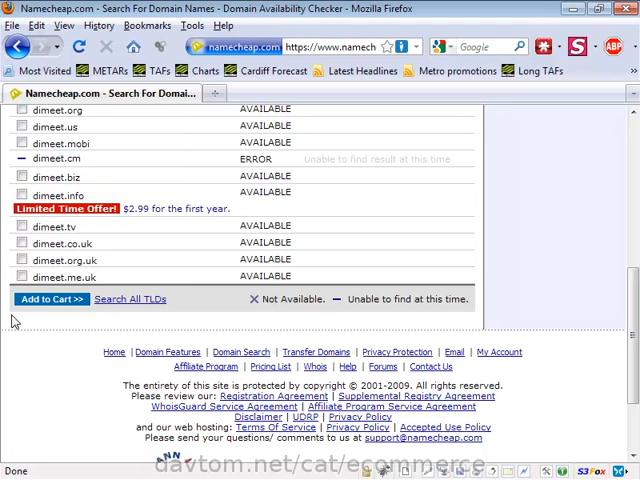 Namecheap.com - Search For Domain Names - Domain Availability Checker - Mozilla Firefox
File Edit View History Bookmarks Tools Help
namecheap.com https://www.namech Google ABP
Most Visited METARs TAFs Charts Cardiff Forecast Latest Headlines Metro promotions Long TAFs
Namecheap.com - Search For Domai...
dimeet.org AVAILABLE
dimeet.us AVAILABLE
dimeet.mobi AVAILABLE
dimeet.cm ERROR Unable to find result at this time
dimeet.biz AVAILABLE
dimeet.info AVAILABLE
Limited Time Offer! $2.99 for the first year.
dimeet.tv AVAILABLE
dimeet.co.uk AVAILABLE
dimeet.org.uk AVAILABLE
dimeet.me.uk AVAILABLE
Add to Cart >> Search All TLDs Not Available. Unable to find at this time.
Home | Domain Features | Domain Search | Transfer Domains | Privacy Protection | Email | My Account
Affiliate Program | Pricing List | Whois | Help | Forums | Contact Us
The entirety of this site is protected by copyright © 2001-2009. All rights reserved.
Please review our: Registration Agreement | Supplemental Registry Agreement
WhoisGuard Service Agreement | Affiliate Program Service Agreement
Disclaimer | UDRP | Privacy Policy
and our web hosting: Terms Of Service | Privacy Policy | Accepted Use Policy
Please send your questions/ comments to us at support@namecheap.com
davtom.net/cat/ecommerce
Done S3Fox